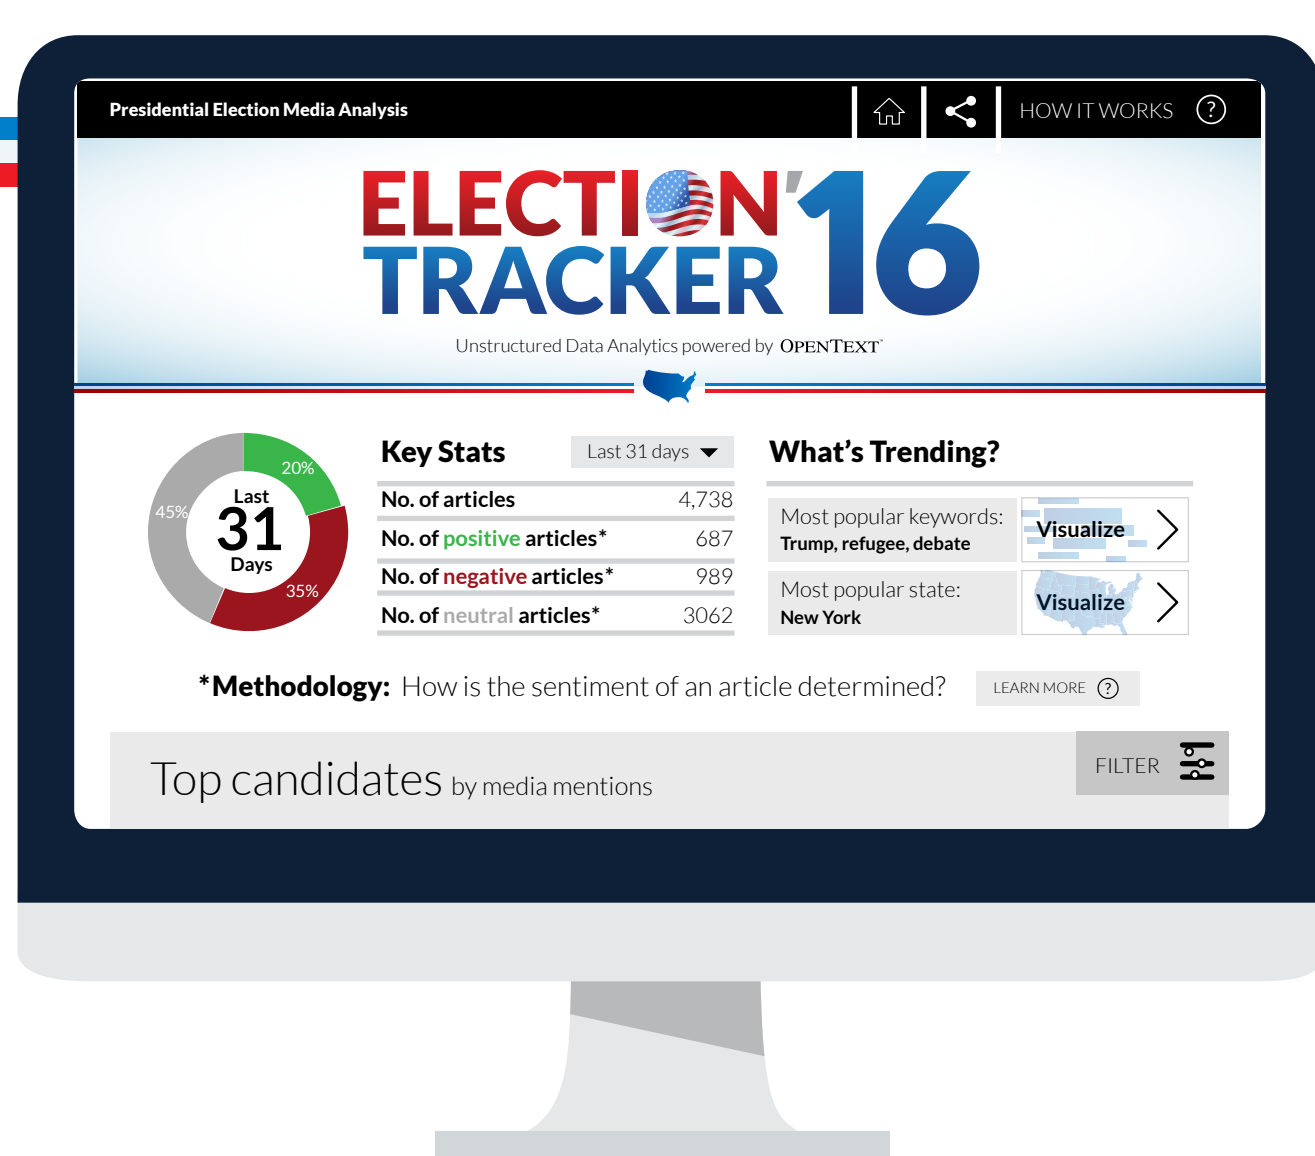 Presidential Election Media Analysis
HOW IT WORKS ?
ELECTION '16
TRACKER
Unstructured Data Analytics powered by OPENTEXT™
20%
45%
35%
Last
31
Days
Key Stats
Last 31 days
No. of articles 4,738
No. of positive articles* 687
No. of negative articles* 989
No. of neutral articles* 3062
What's Trending?
Most popular keywords:
Trump, refugee, debate
Visualize
Most popular state:
New York
Visualize
*Methodology: How is the sentiment of an article determined?
LEARN MORE ?
Top candidates by media mentions
FILTER